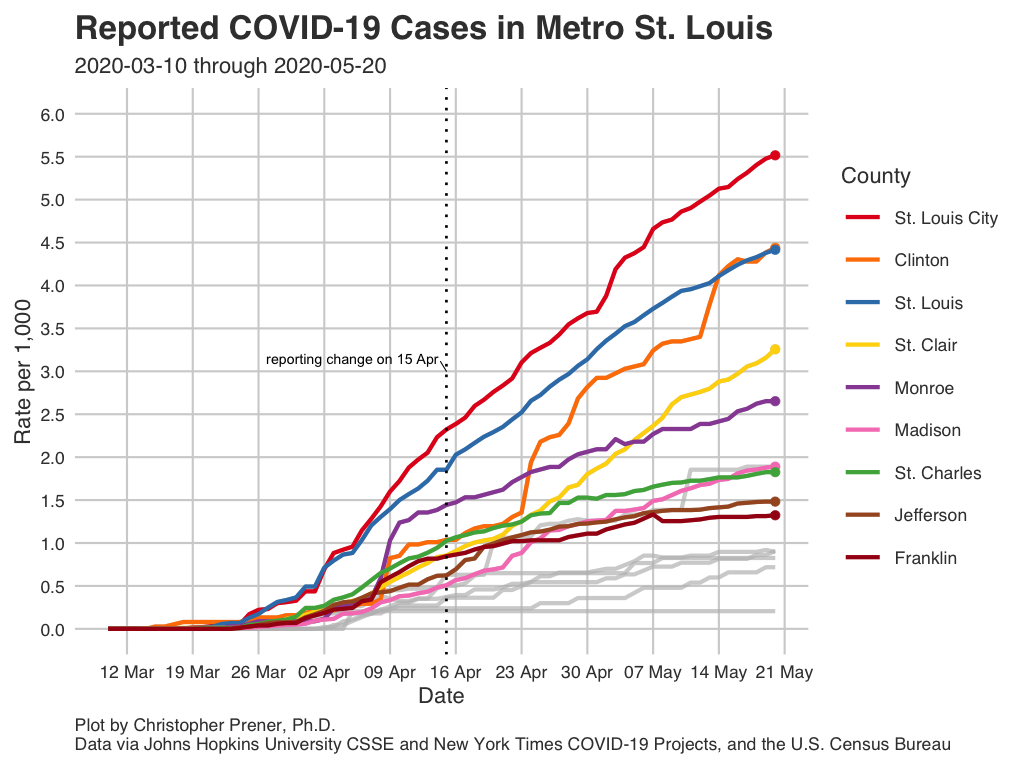 Reported COVID-19 Cases in Metro St. Louis
2020-03-10 through 2020-05-20
Rate per 1,000
6.0
5.5
5.0
4.5
4.0
3.5
3.0
2.5
2.0
1.5
1.0
0.5
0.0
reporting change on 15 Apr
12 Mar 19 Mar 26 Mar 02 Apr 09 Apr 16 Apr 23 Apr 30 Apr 07 May 14 May 21 May
Date
County
St. Louis City
Clinton
St. Louis
St. Clair
Monroe
Madison
St. Charles
Jefferson
Franklin
Plot by Christopher Prener, Ph.D.
Data via Johns Hopkins University CSSE and New York Times COVID-19 Projects, and the U.S. Census Bureau